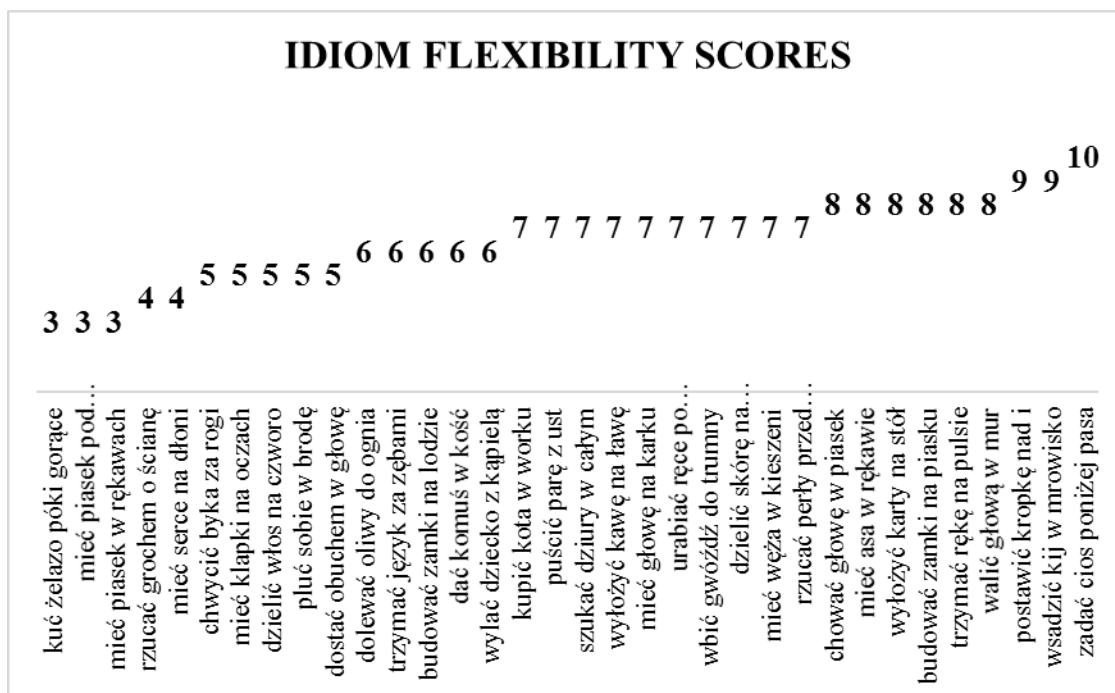 IDIOM FLEXIBILITY SCORES
3 3 3 4 4 5 5 5 5 5 6 6 6 6 6 7 7 7 7 7 7 7 7 7 7 8 8 8 8 8 8 9 9 10
kuć żelazo póki gorące
mieć piasek pod…
mieć piasek w rękawach
rzucać grochem o ścianę
mieć serce na dłoni
chwycić byka za rogi
mieć klapki na oczach
dzielić włos na czworo
pluć sobie w brodę
dostać obuchem w głowę
dolewać oliwy do ognia
trzymać język za zębami
budować zamki na lodzie
dać komuś w kość
wylać dziecko z kąpielą
kupić kota w worku
puścić parę z ust
szukać dziury w całym
wyłożyć kawę na ławę
mieć głowę na karku
urabiać ręce po…
wbić gwóźdź do trumny
dzielić skórę na…
mieć węża w kieszeni
rzucać perły przed…
chować głowę w piasek
mieć asa w rękawie
wyłożyć karty na stół
budować zamki na piasku
trzymać rękę na pulsie
walić głową w mur
postawić kropkę nad i
wsadzić kij w mrowisko
zadać cios poniżej pasa